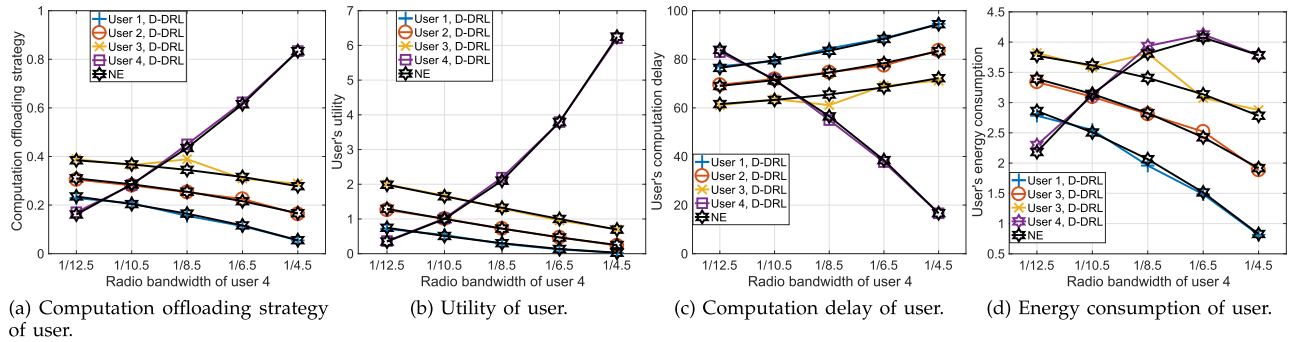 Computation offloading strategy
1
0.8
0.6
0.4
0.2
0
User 1, D-DRL
User 2, D-DRL
User 3, D-DRL
User 4, D-DRL
NE
1/12.5 1/10.5 1/8.5 1/6.5 1/4.5
Radio bandwidth of user 4
(a) Computation offloading strategy
of user.
User's utility
7
6
5
4
3
2
1
0
User 1, D-DRL
User 2, D-DRL
User 3, D-DRL
User 4, D-DRL
NE
1/12.5 1/10.5 1/8.5 1/6.5 1/4.5
Radio bandwidth of user 4
(b) Utility of user.
User's computation delay
100
80
60
40
20
0
User 1, D-DRL
User 2, D-DRL
User 3, D-DRL
User 4, D-DRL
NE
1/12.5 1/10.5 1/8.5 1/6.5 1/4.5
Radio bandwidth of user 4
(c) Computation delay of user.
User's energy consumption
4.5
4
3.5
3
2.5
2
1.5
1
0.5
User 1, D-DRL
User 3, D-DRL
User 3, D-DRL
User 4, D-DRL
NE
1/12.5 1/10.5 1/8.5 1/6.5 1/4.5
Radio bandwidth of user 4
(d) Energy consumption of user.